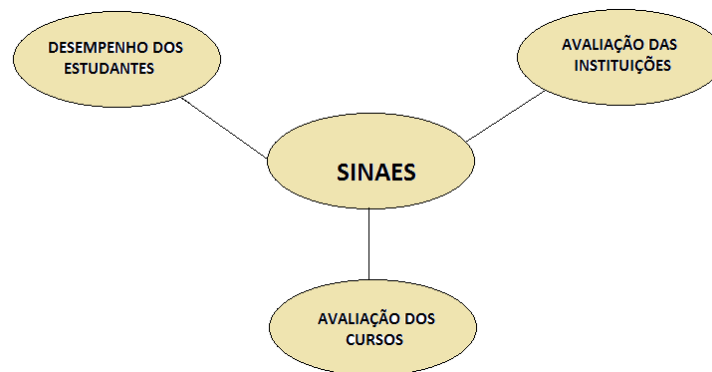 DESEMPENHO DOS
ESTUDANTES
AVALIAÇÃO DAS
INSTITUIÇÕES
SINAES
AVALIAÇÃO DOS
CURSOS